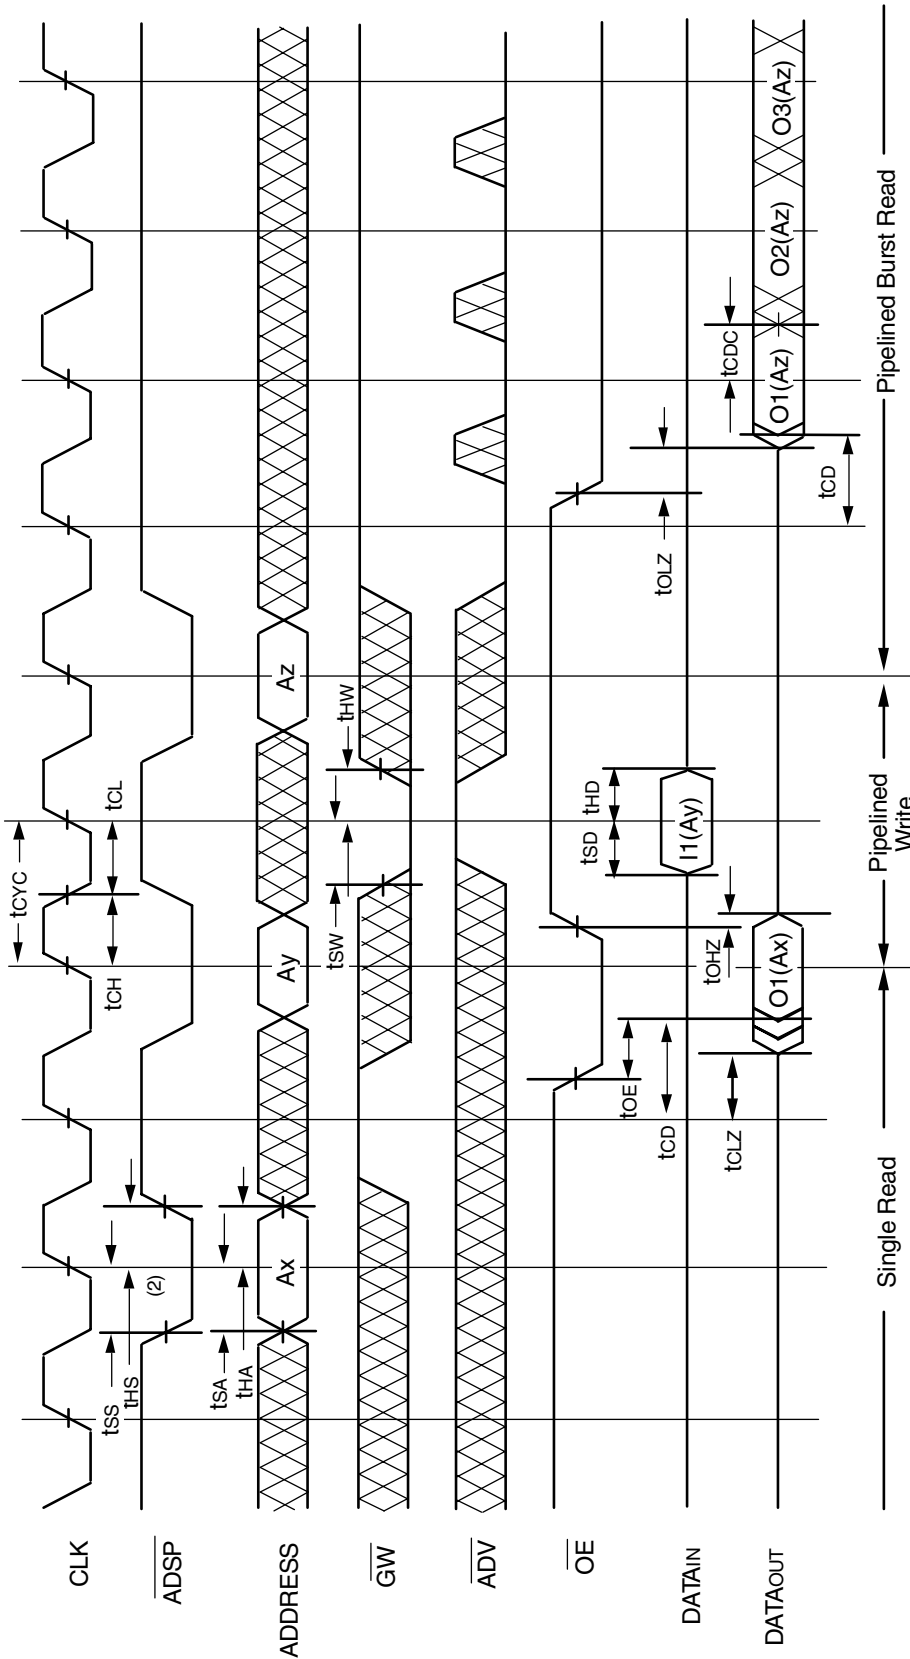 CLK
tCYC
tCH
tCL
ADSP
tSS
tHS
(2)
ADDRESS
tSA
tHA
Ax
Ay
Az
GW
tSW
tHW
ADV
OE
tOE
tOLZ
DATAIN
tCD
tSD
tHD
I1(Ay)
DATAOUT
tCLZ
tOHZ
O1(Ax)
tCD
tCDC
O1(Az)
O2(Az)
O3(Az)
Single Read
Pipelined
Write
Pipelined Burst Read